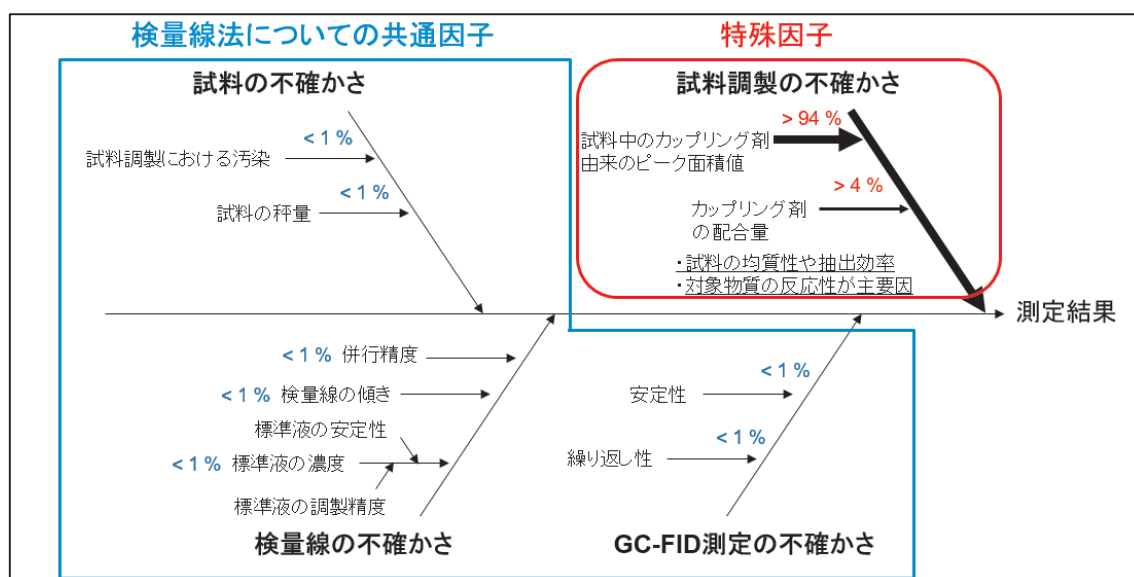 検量線法についての共通因子
特殊因子
試料の不確かさ
< 1 %
試料調製における汚染
< 1 %
試料の秤量
試料調製の不確かさ
> 94 %
試料中のカップリング剤
由来のピーク面積値
> 4 %
カップリング剤
の配合量
・試料の均質性や抽出効率
・対象物質の反応性が主要因
測定結果
< 1 % 併行精度
< 1 % 検量線の傾き
標準液の安定性
< 1 % 標準液の濃度
標準液の調製精度
検量線の不確かさ
< 1 %
安定性
< 1 %
繰り返し性
GC-FID測定の不確かさ